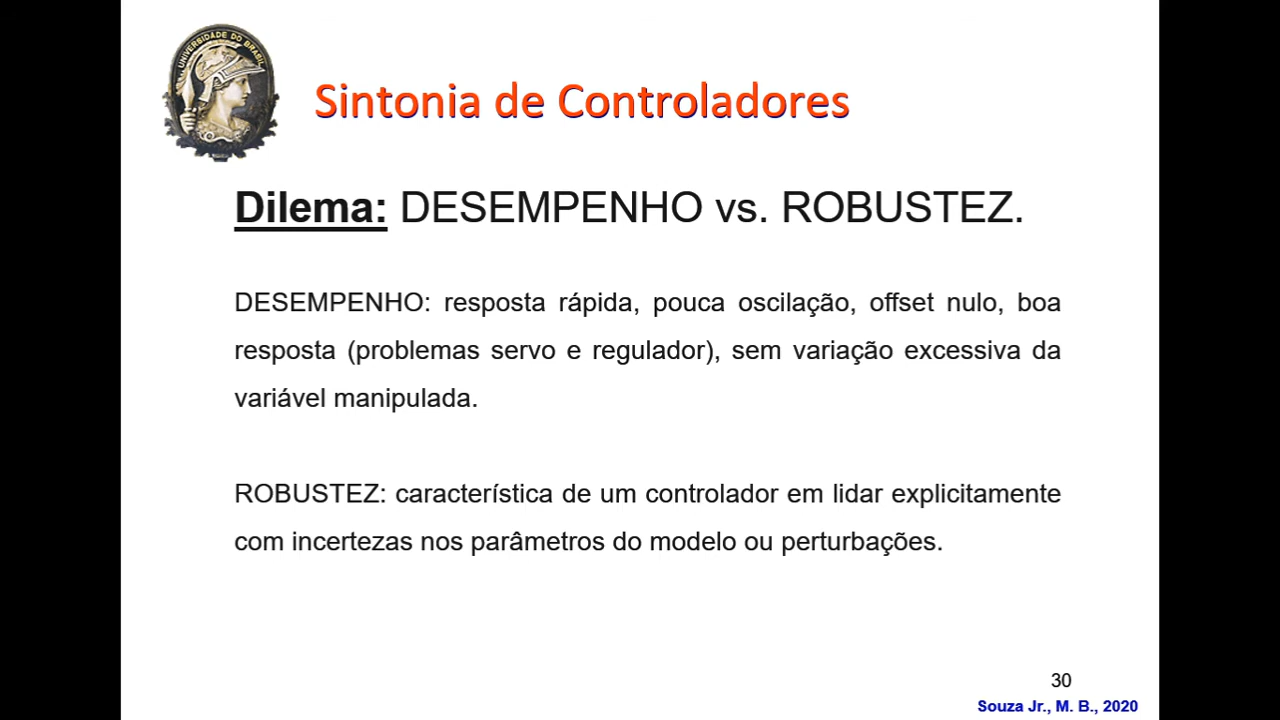 UNIVERSIDADE DO BRASIL
Sintonia de Controladores
Dilema: DESEMPENHO vs. ROBUSTEZ.
DESEMPENHO: resposta rápida, pouca oscilação, offset nulo, boa
resposta (problemas servo e regulador), sem variação excessiva da
variável manipulada.
ROBUSTEZ: característica de um controlador em lidar explicitamente
com incertezas nos parâmetros do modelo ou perturbações.
30
Souza Jr., M. B., 2020